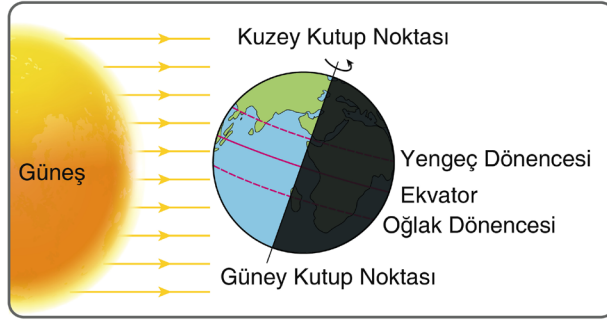 Kuzey Kutup Noktası
Güneş
Yengeç Dönencesi
Ekvator
Oğlak Dönencesi
Güney Kutup Noktası